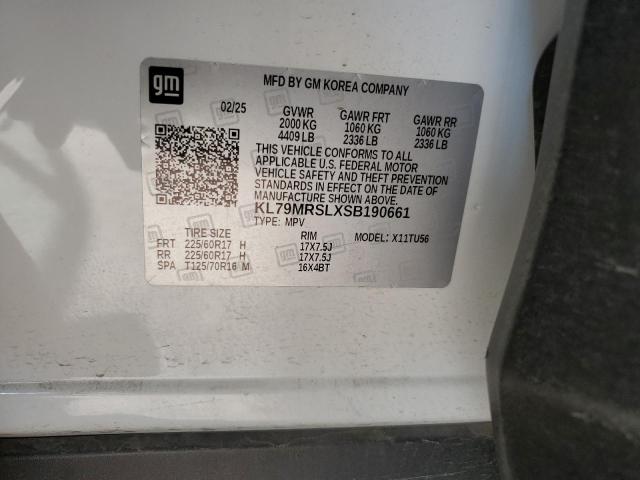 gm
MFD BY GM KOREA COMPANY
02/25 GVWR GAWR FRT GAWR RR
2000 KG 1060 KG 1060 KG
4409 LB 2336 LB 2336 LB
THIS VEHICLE CONFORMS TO ALL
APPLICABLE U.S. FEDERAL MOTOR
VEHICLE SAFETY AND THEFT PREVENTION
STANDARDS IN EFFECT ON THE DATE OF
MANUFACTURE SHOWN ABOVE.
KL79MRSLXSB190661
TYPE: MPV MODEL: X11TU56
TIRE SIZE RIM
FRT 225/60R17 H 17X7.5J
RR 225/60R17 H 17X7.5J
SPA T125/70R16 M 16X4BT